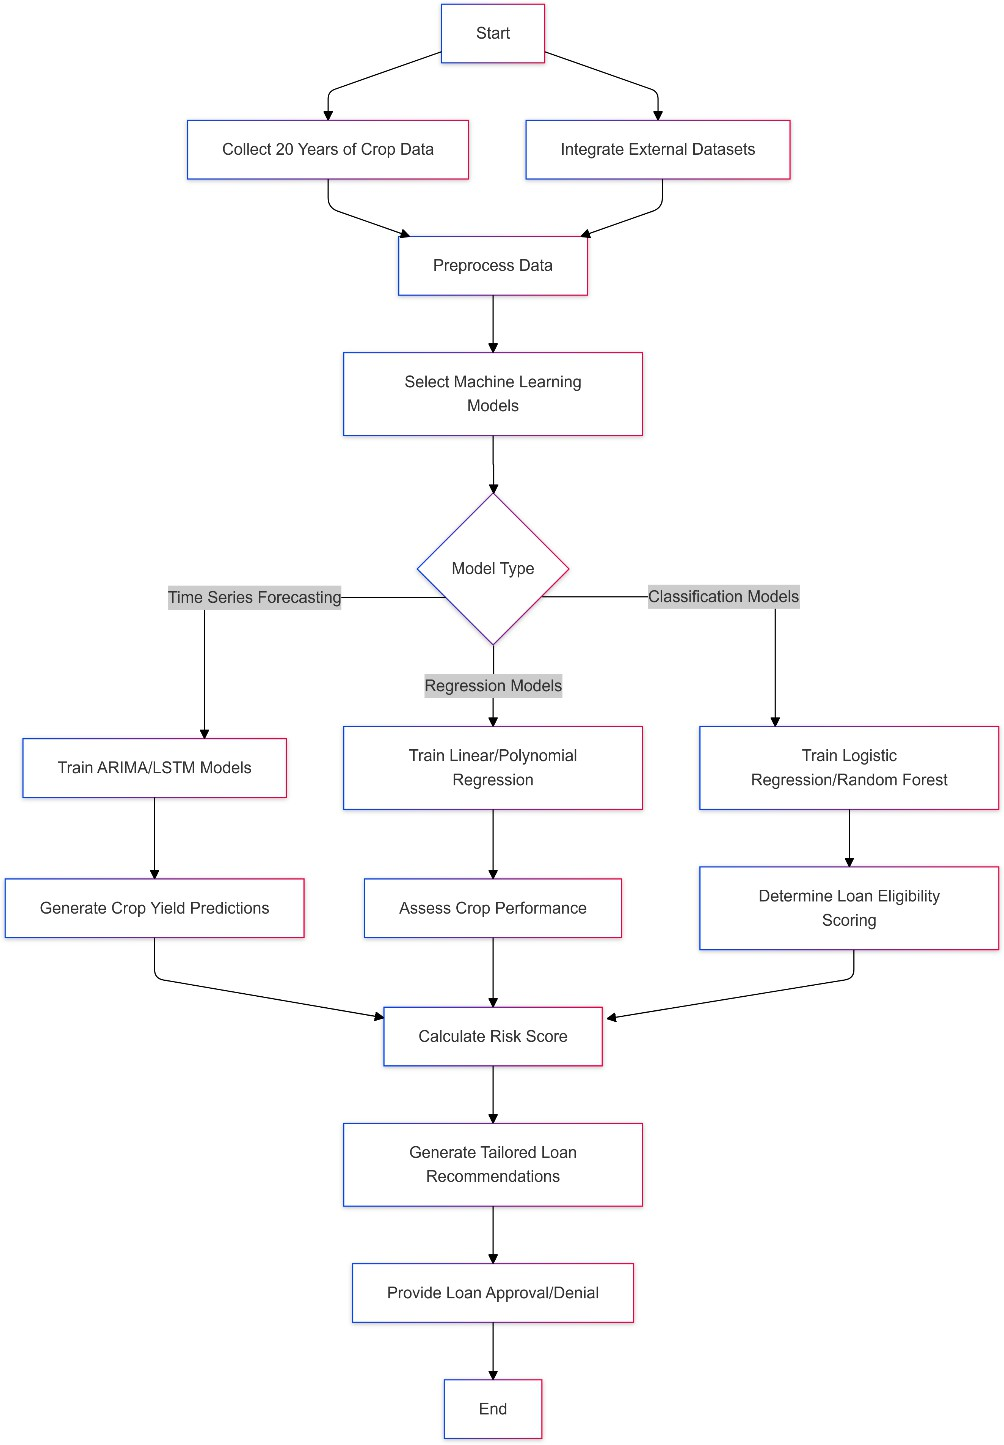 Start
Collect 20 Years of Crop Data
Integrate External Datasets
Preprocess Data
Select Machine Learning
Models
Model Type
Time Series Forecasting
Classification Models
Regression Models
Train ARIMA/LSTM Models
Train Linear/Polynomial
Regression
Train Logistic
Regression/Random Forest
Generate Crop Yield Predictions
Assess Crop Performance
Determine Loan Eligibility
Scoring
Calculate Risk Score
Generate Tailored Loan
Recommendations
Provide Loan Approval/Denial
End